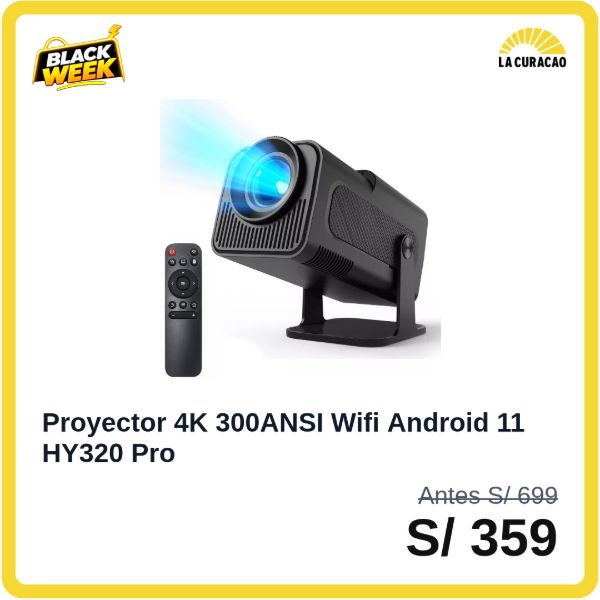 BLACK
WEEK
LA CURACAO
Proyector 4K 300ANSI Wifi Android 11
HY320 Pro
Antes S/ 699
S/ 359